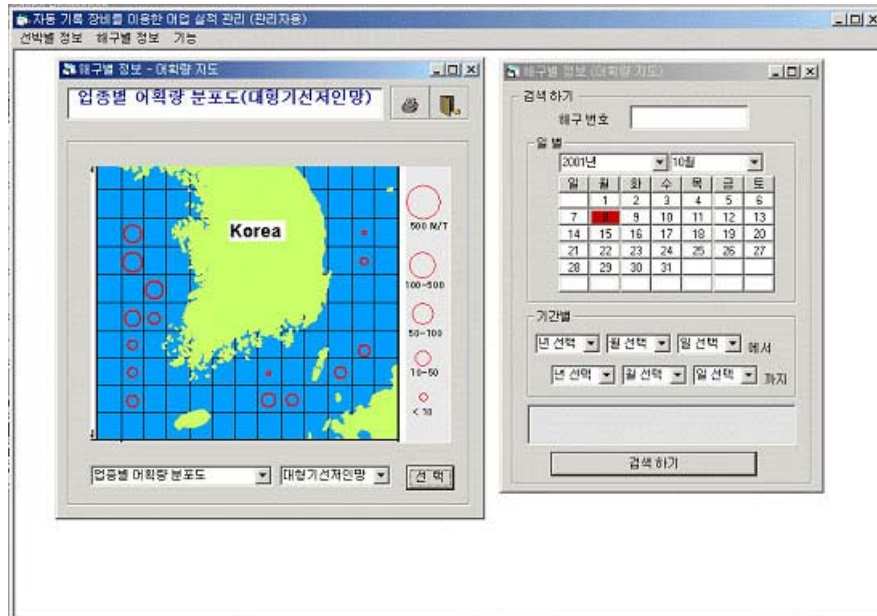 자동 기록 장비를 이용한 어업 실적 관리 (관리자용)
선박별 정보 해구별 정보 기능
해구별 정보 - 어획량 지도
업종별 어획량 분포도(대형기선저인망)
Korea
500 M/T
100-500
50-100
10-50
< 10
업종별 어획량 분포도 대형기선저인망 선 택
해구별 정보 (어획량 지도)
검색 하기
해구 번호
일 별
2001년 10월
일 월 화 수 목 금 토
1 2 3 4 5 6
7 8 9 10 11 12 13
14 15 16 17 18 19 20
21 22 23 24 25 26 27
28 29 30 31
기간별
년 선택 월 선택 일 선택 에서
년 선택 월 선택 일 선택 까지
검색 하기